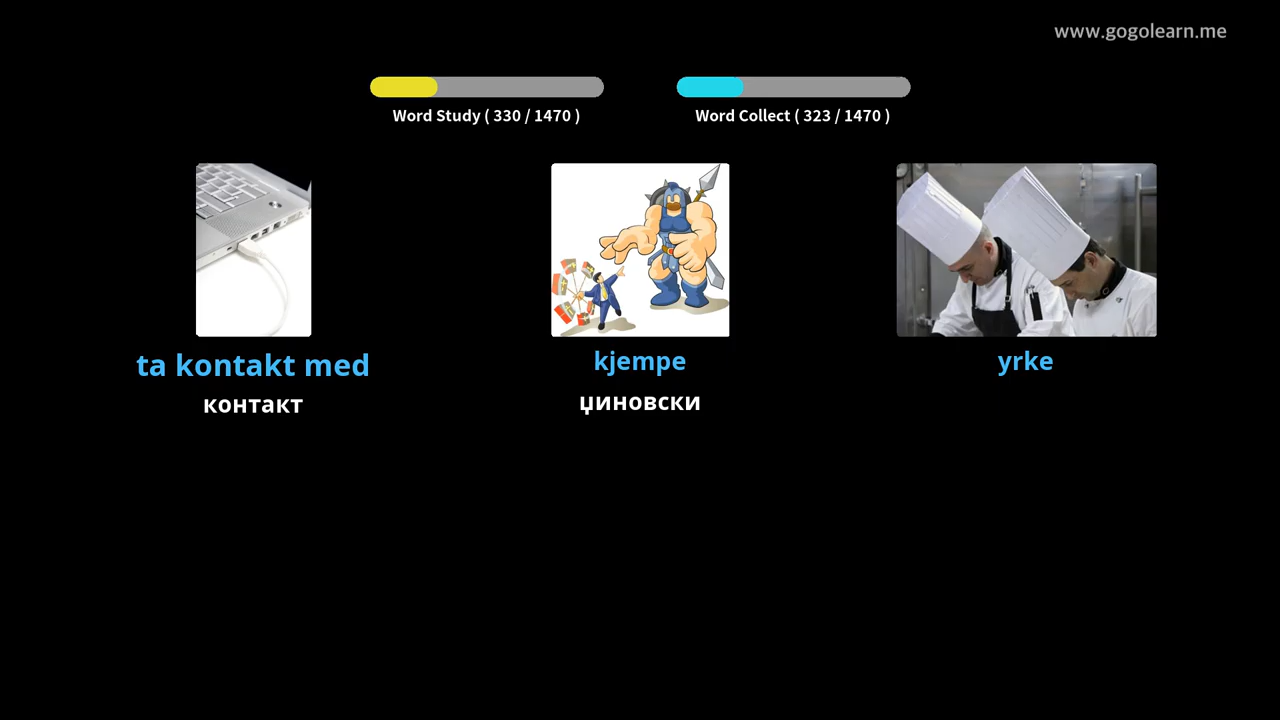 www.gogolearn.me
Word Study ( 330 / 1470 )
Word Collect ( 323 / 1470 )
ta kontakt med
контакт
kjempe
џиновски
yrke